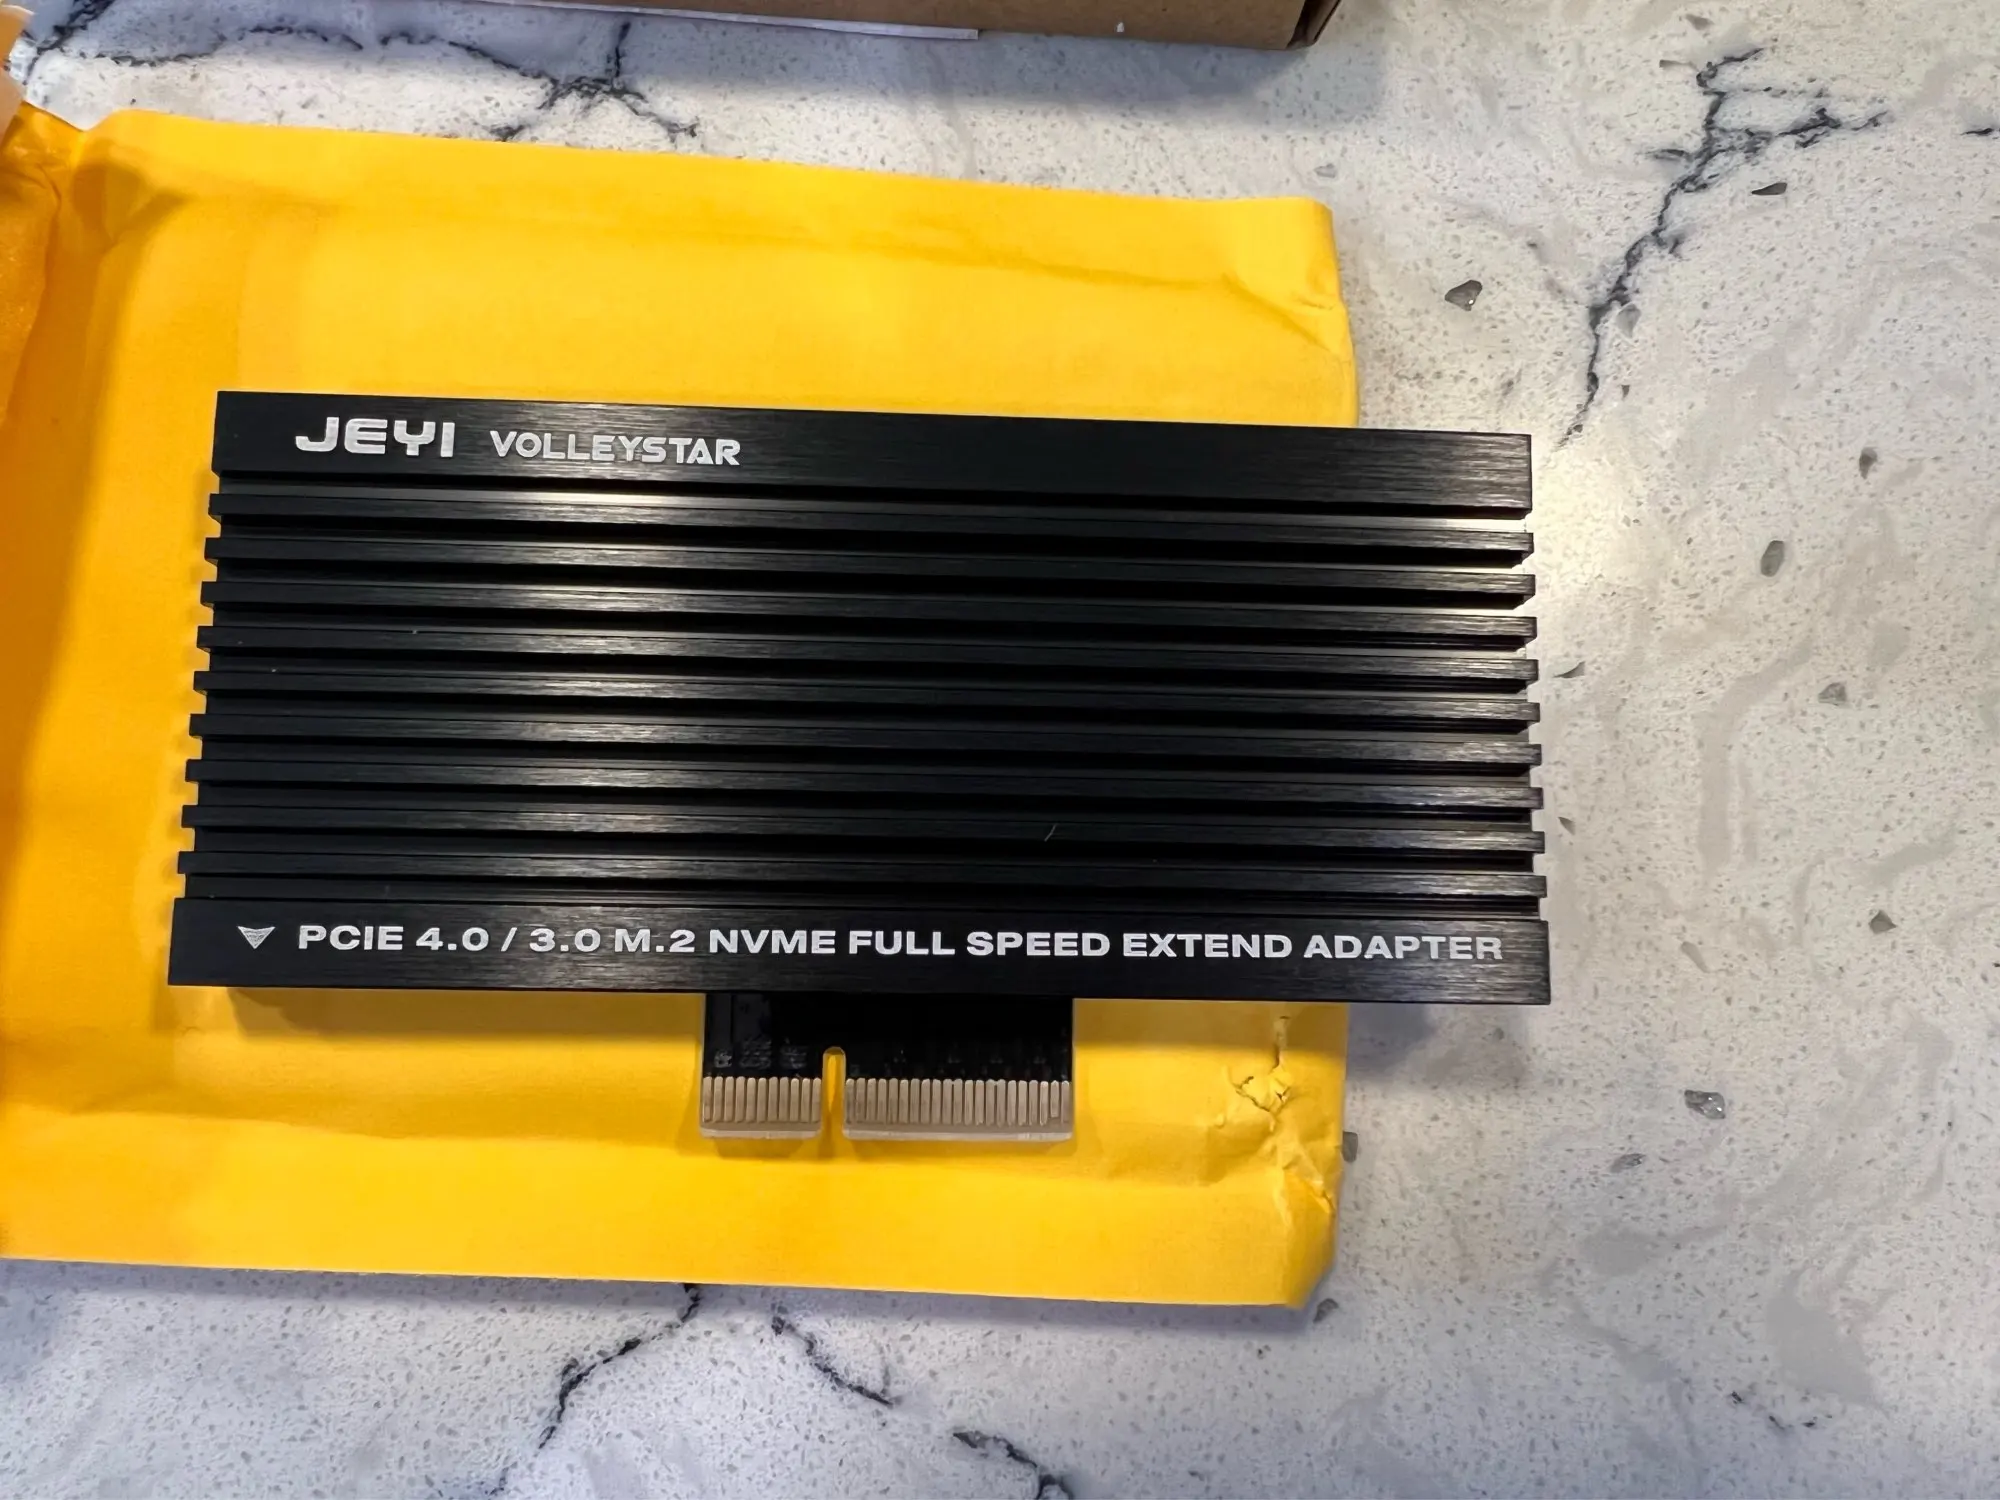 JEYI VOLLEYSTAR
PCIE 4.0 / 3.0 M.2 NVME FULL SPEED EXTEND ADAPTER